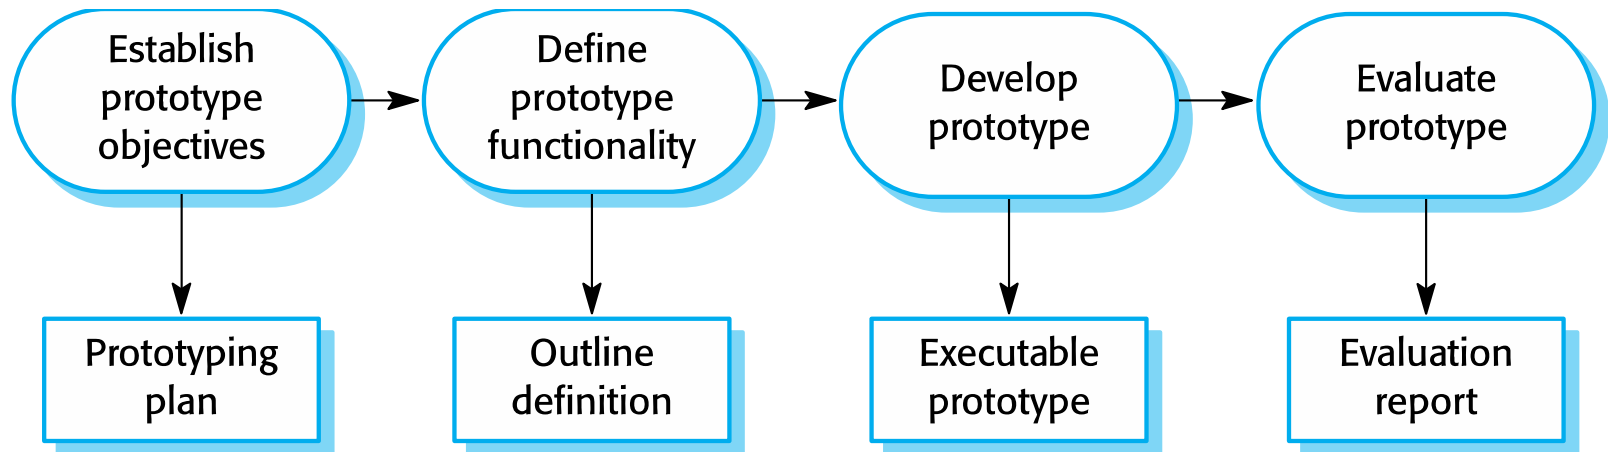 Establish
prototype
objectives
Define
prototype
functionality
Develop
prototype
Evaluate
prototype
Prototyping
plan
Outline
definition
Executable
prototype
Evaluation
report